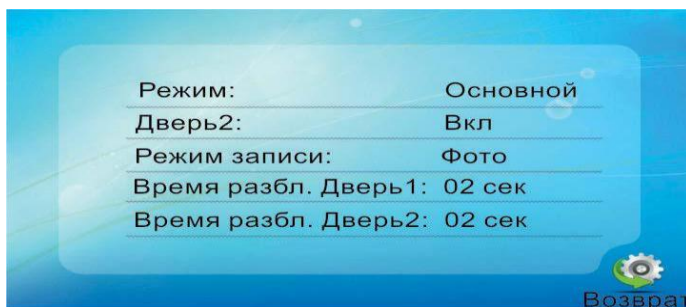 Режим: Основной
Дверь2: Вкл
Режим записи: Фото
Время разбл. Дверь1: 02 сек
Время разбл. Дверь2: 02 сек
Возврат